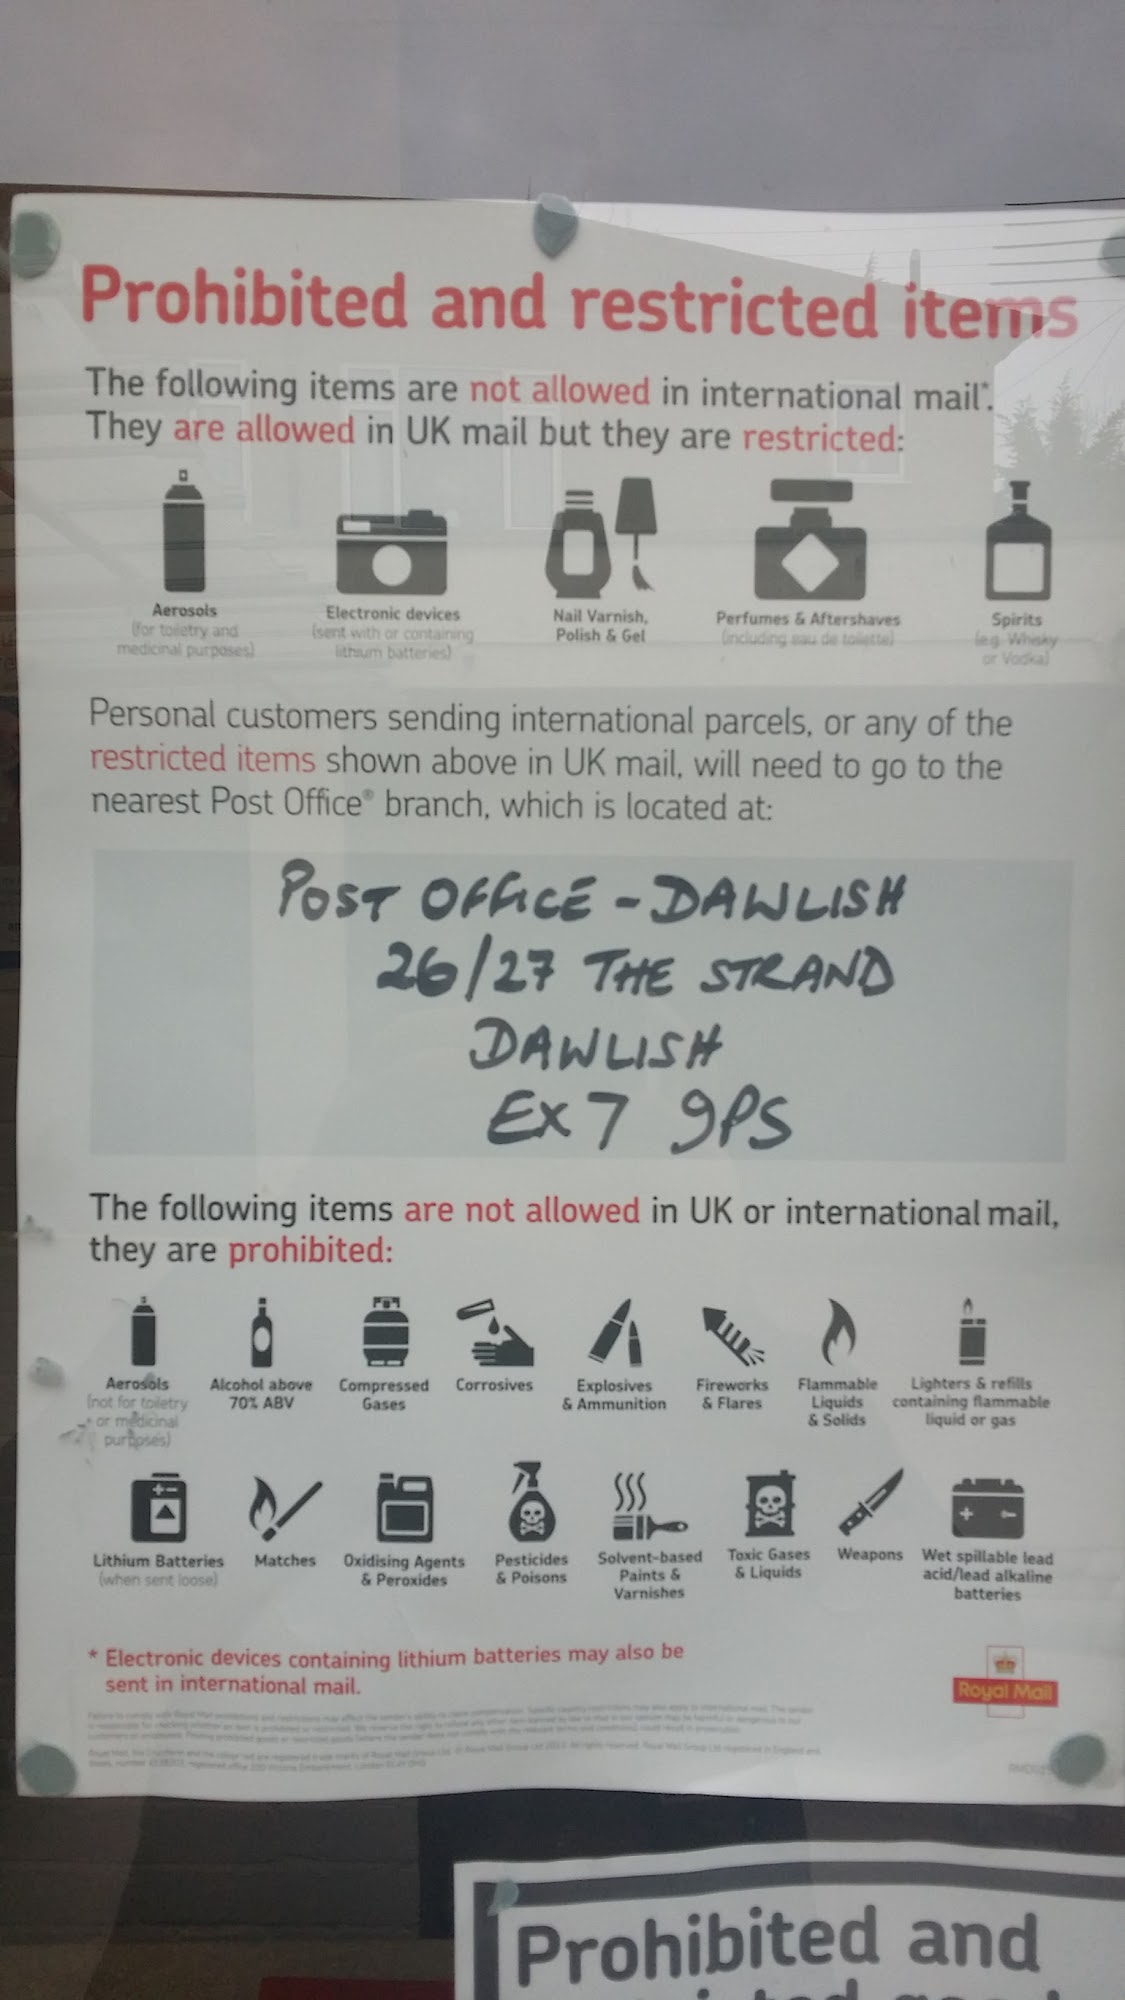 Prohibited and restricted items
The following items are not allowed in international mail*.
They are allowed in UK mail but they are restricted:
Aerosols
(for toiletry and
medicinal purposes)
Electronic devices
(sent with or containing
lithium batteries)
Nail Varnish,
Polish & Gel
Perfumes & Aftershaves
(including eau de toilette)
Spirits
(e.g. Whisky
or Vodka)
Personal customers sending international parcels, or any of the
restricted items shown above in UK mail, will need to go to the
nearest Post Office® branch, which is located at:
POST OFFICE - DAWLISH
26/27 THE STRAND
DAWLISH
EX7 9PS
The following items are not allowed in UK or international mail,
they are prohibited:
Aerosols
(not for toiletry
or medicinal
purposes)
Alcohol above
70% ABV
Compressed
Gases
Corrosives
Explosives
& Ammunition
Fireworks
& Flares
Flammable
Liquids
& Solids
Lighters & refills
containing flammable
liquid or gas
Lithium Batteries
(when sent loose)
Matches
Oxidising Agents
& Peroxides
Pesticides
& Poisons
Solvent-based
Paints &
Varnishes
Toxic Gases
& Liquids
Weapons
Wet spillable lead
acid/lead alkaline
batteries
* Electronic devices containing lithium batteries may also be
sent in international mail.
Royal Mail
Prohibited and